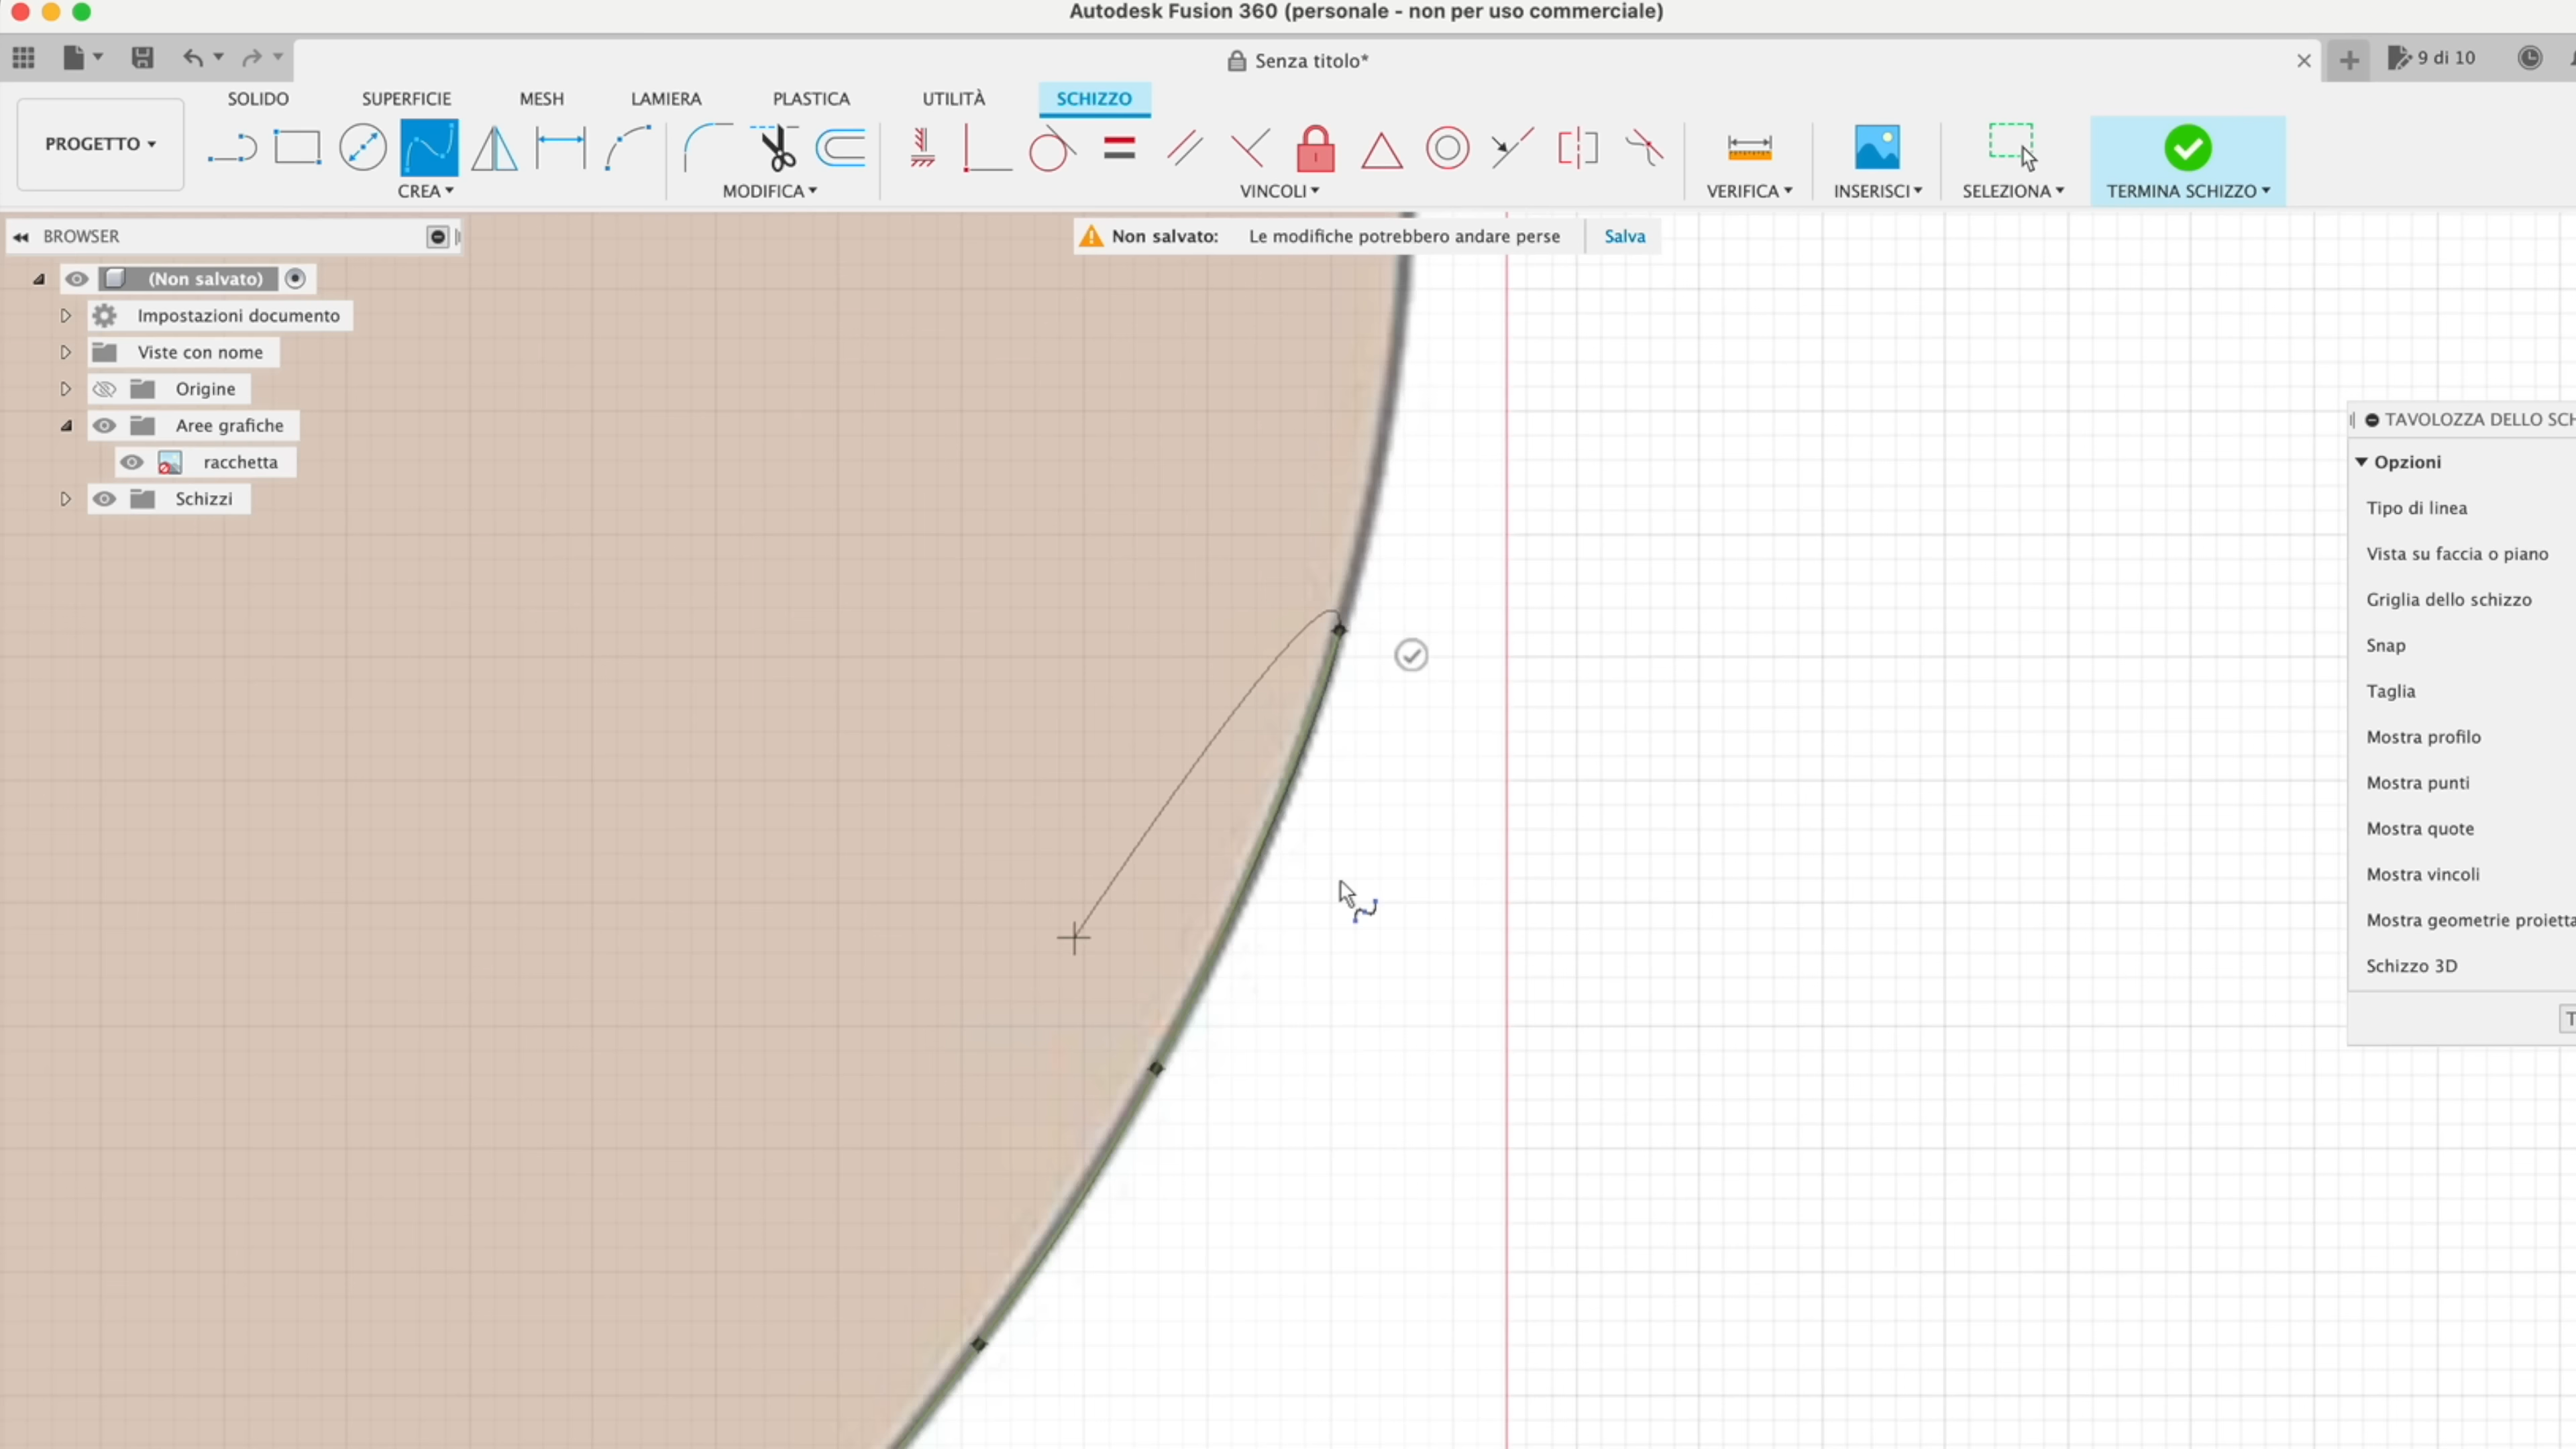 Autodesk Fusion 360 (personale - non per uso commerciale)
Senza titolo*
9 di 10
SOLIDO SUPERFICIE MESH LAMIERA PLASTICA UTILITÀ SCHIZZO
PROGETTO
CREA MODIFICA VINCOLI VERIFICA INSERISCI SELEZIONA TERMINA SCHIZZO
BROWSER
Non salvato: Le modifiche potrebbero andare perse Salva
(Non salvato)
Impostazioni documento
Viste con nome
Origine
Aree grafiche
racchetta
Schizzi
TAVOLOZZA DELLO SCH
Opzioni
Tipo di linea
Vista su faccia o piano
Griglia dello schizzo
Snap
Taglia
Mostra profilo
Mostra punti
Mostra quote
Mostra vincoli
Mostra geometrie proietta
Schizzo 3D
T